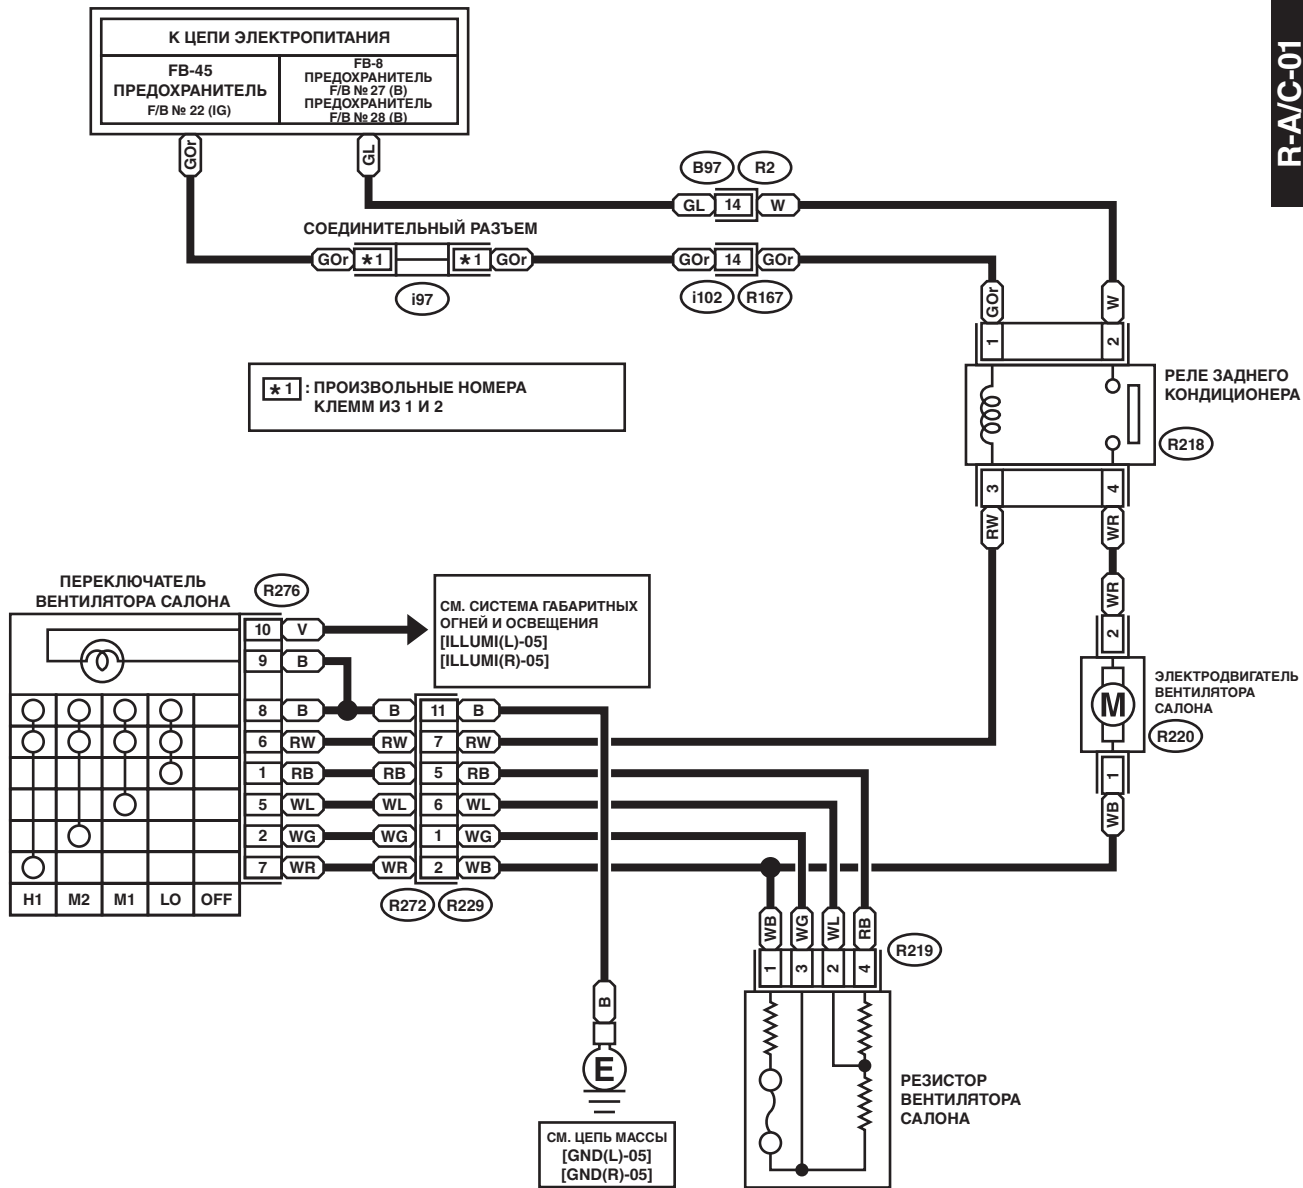 R-A/C-01
К ЦЕПИ ЭЛЕКТРОПИТАНИЯ
FB-45
ПРЕДОХРАНИТЕЛЬ
F/B № 22 (IG)
FB-8
ПРЕДОХРАНИТЕЛЬ
F/B № 27 (B)
ПРЕДОХРАНИТЕЛЬ
F/B № 28 (B)
GOr
GL
B97 R2
GL 14 W
СОЕДИНИТЕЛЬНЫЙ РАЗЪЕМ
GOr *1 *1 GOr
GOr 14 GOr
i97
i102 R167
GOr W
1 2
*1 : ПРОИЗВОЛЬНЫЕ НОМЕРА
КЛЕММ ИЗ 1 И 2
РЕЛЕ ЗАДНЕГО
КОНДИЦИОНЕРА
R218
3 4
RW WR
WR
2
ПЕРЕКЛЮЧАТЕЛЬ
ВЕНТИЛЯТОРА САЛОНА
R276
СМ. СИСТЕМА ГАБАРИТНЫХ
ОГНЕЙ И ОСВЕЩЕНИЯ
[ILLUMI(L)-05]
[ILLUMI(R)-05]
ЭЛЕКТРОДВИГАТЕЛЬ
ВЕНТИЛЯТОРА
САЛОНА
M
R220
1
WB
10 V
9 B
8 B B 11 B
6 RW RW 7 RW
1 RB RB 5 RB
5 WL WL 6 WL
2 WG WG 1 WG
7 WR WR 2 WB
H1 M2 M1 LO OFF
R272 R229
WB WG WL RB
R219
1 3 2 4
B
E
РЕЗИСТОР
ВЕНТИЛЯТОРА
САЛОНА
СМ. ЦЕПЬ МАССЫ
[GND(L)-05]
[GND(R)-05]